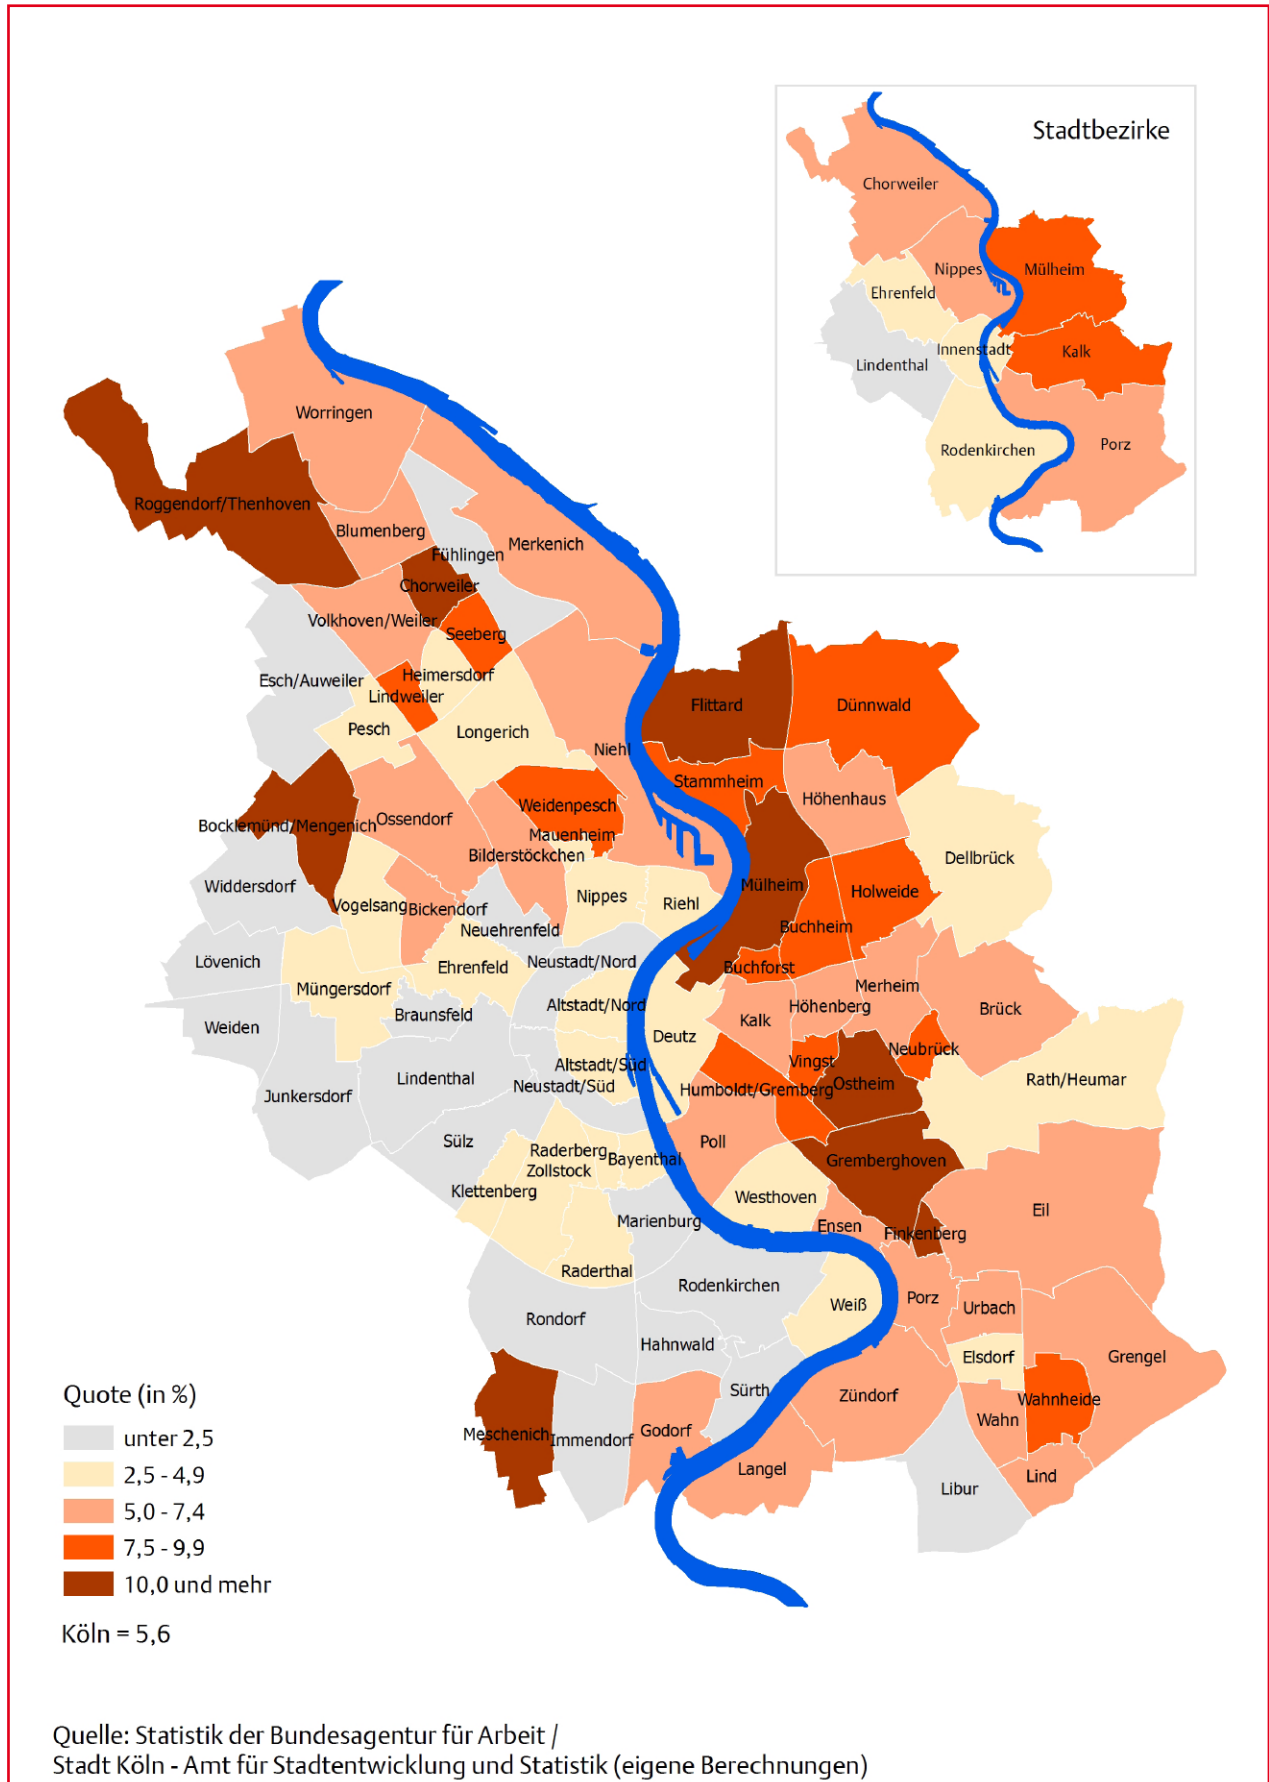 Stadtbezirke
Chorweiler
Nippes
Mülheim
Ehrenfeld
Innenstadt
Kalk
Lindenthal
Rodenkirchen
Porz
Worringen
Roggendorf/Thenhoven
Blumenberg
Merkenich
Fühlingen
Chorweiler
Volkhoven/Weiler
Seeberg
Esch/Auweiler
Heimersdorf
Lindweiler
Pesch
Longerich
Flittard
Dünnwald
Niehl
Stammheim
Höhenhaus
Weidenpesch
Bocklemünd/Mengenich
Ossendorf
Mauenheim
Bilderstöckchen
Dellbrück
Widdersdorf
Mülheim
Holweide
Nippes
Riehl
Vogelsang
Bickendorf
Buchheim
Neuehrenfeld
Lövenich
Ehrenfeld
Neustadt/Nord
Buchforst
Müngersdorf
Merheim
Altstadt/Nord
Höhenberg
Brück
Braunsfeld
Kalk
Weiden
Deutz
Neubrück
Vingst
Altstadt/Süd
Lindenthal
Neustadt/Süd
Humboldt/Gremberg
Ostheim
Rath/Heumar
Junkersdorf
Sülz
Poll
Raderberg
Bayenthal
Zollstock
Gremberghoven
Klettenberg
Westhoven
Marienburg
Ensen
Finkenberg
Eil
Raderthal
Rodenkirchen
Weiß
Porz
Urbach
Rondorf
Hahnwald
Elsdorf
Grengel
Sürth
Zündorf
Wahnheide
Meschenich
Immendorf
Godorf
Wahn
Langel
Lind
Libur
Quote (in %)
unter 2,5
2,5 - 4,9
5,0 - 7,4
7,5 - 9,9
10,0 und mehr
Köln = 5,6
Quelle: Statistik der Bundesagentur für Arbeit /
Stadt Köln - Amt für Stadtentwicklung und Statistik (eigene Berechnungen)